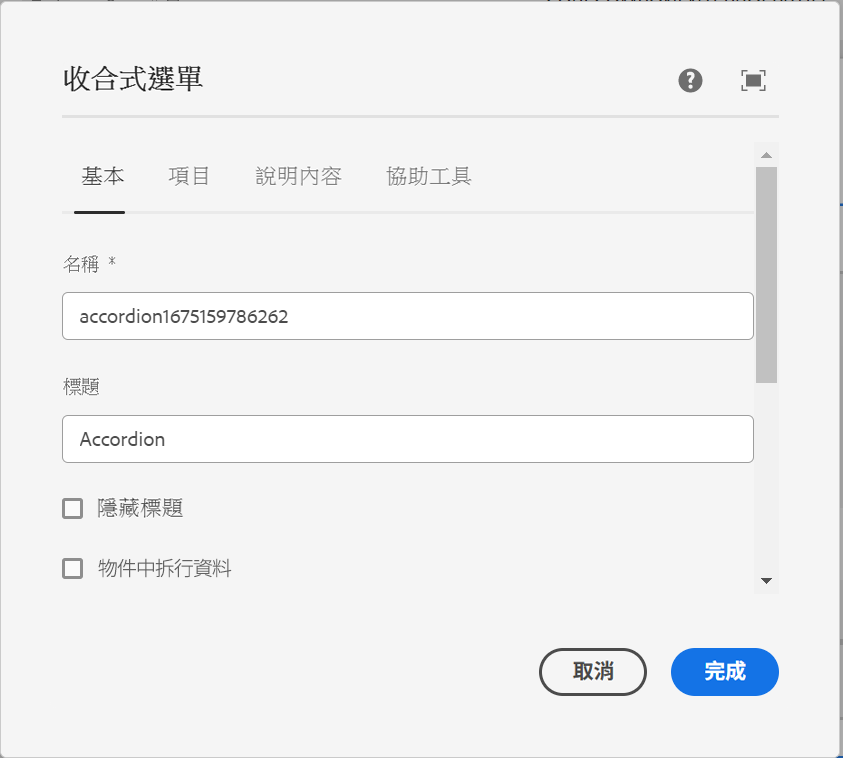 收合式選單
基本 項目 說明內容 協助工具
名稱 *
accordion1675159786262
標題
Accordion
隱藏標題
物件中拆行資料
取消 完成